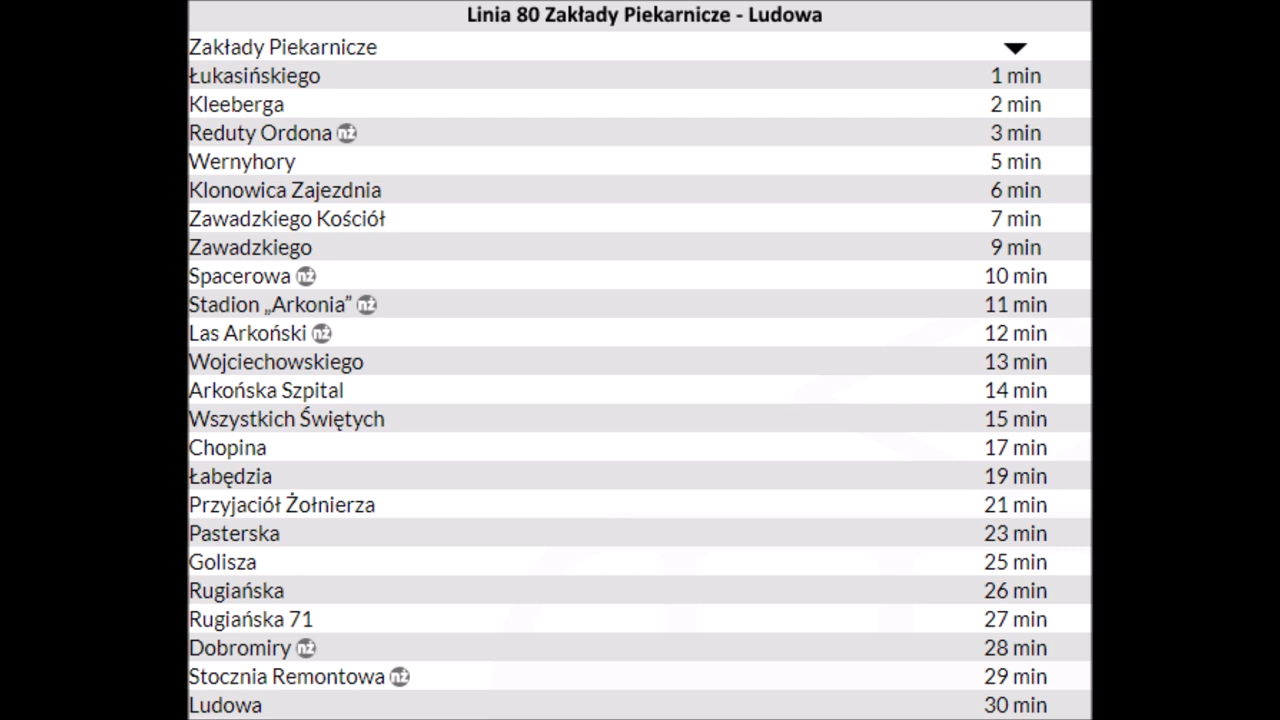 Linia 80 Zakłady Piekarnicze - Ludowa
Zakłady Piekarnicze
Łukasińskiego 1 min
Kleeberga 2 min
Reduty Ordona nż 3 min
Wernyhory 5 min
Klonowica Zajezdnia 6 min
Zawadzkiego Kościół 7 min
Zawadzkiego 9 min
Spacerowa nż 10 min
Stadion „Arkonia” nż 11 min
Las Arkoński nż 12 min
Wojciechowskiego 13 min
Arkońska Szpital 14 min
Wszystkich Świętych 15 min
Chopina 17 min
Łabędzia 19 min
Przyjaciół Żołnierza 21 min
Pasterska 23 min
Golisza 25 min
Rugiańska 26 min
Rugiańska 71 27 min
Dobromiry nż 28 min
Stocznia Remontowa nż 29 min
Ludowa 30 min